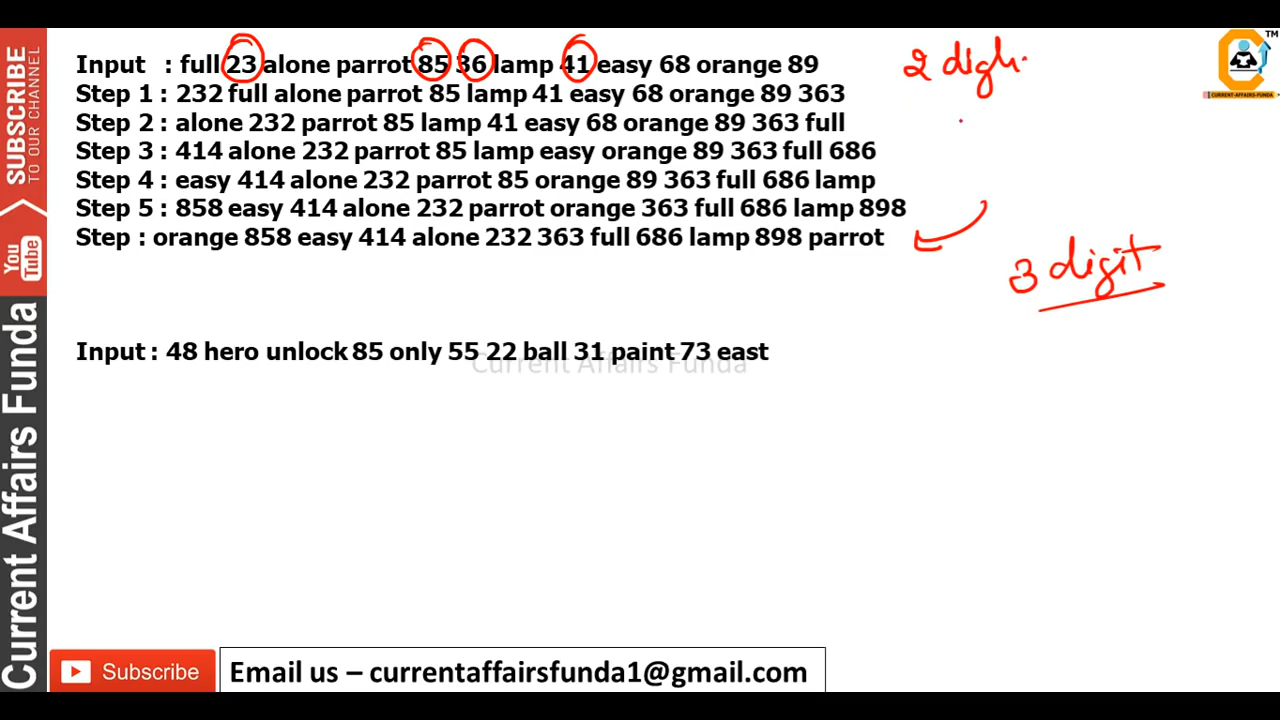 Input : full 23 alone parrot 85 36 lamp 41 easy 68 orange 89
Step 1 : 232 full alone parrot 85 lamp 41 easy 68 orange 89 363
Step 2 : alone 232 parrot 85 lamp 41 easy 68 orange 89 363 full
Step 3 : 414 alone 232 parrot 85 lamp easy orange 89 363 full 686
Step 4 : easy 414 alone 232 parrot 85 orange 89 363 full 686 lamp
Step 5 : 858 easy 414 alone 232 parrot orange 363 full 686 lamp 898
Step : orange 858 easy 414 alone 232 363 full 686 lamp 898 parrot
2 digh.
3 digit
Input : 48 hero unlock 85 only 55 22 ball 31 paint 73 east
Current Affairs Funda
SUBSCRIBE
TO OUR CHANNEL
You
Tube
Current Affairs Funda
TM
CURRENT-AFFAIRS-FUNDA
Subscribe
Email us – currentaffairsfunda1@gmail.com